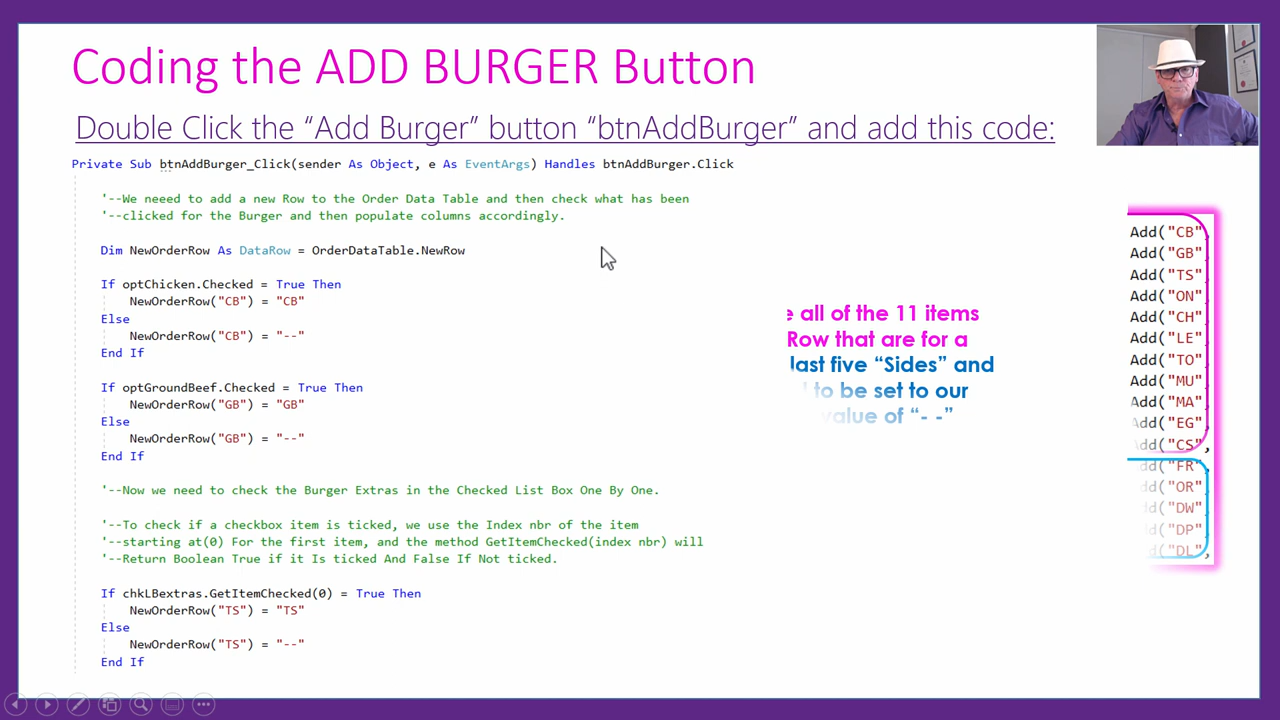 Coding the ADD BURGER Button
Double Click the “Add Burger” button “btnAddBurger” and add this code:
Private Sub btnAddBurger_Click(sender As Object, e As EventArgs) Handles btnAddBurger.Click
'--We neeed to add a new Row to the Order Data Table and then check what has been
'--clicked for the Burger and then populate columns accordingly.
Dim NewOrderRow As DataRow = OrderDataTable.NewRow
If optChicken.Checked = True Then
NewOrderRow("CB") = "CB"
Else
NewOrderRow("CB") = "--"
End If
If optGroundBeef.Checked = True Then
NewOrderRow("GB") = "GB"
Else
NewOrderRow("GB") = "--"
End If
'--Now we need to check the Burger Extras in the Checked List Box One By One.
'--To check if a checkbox item is ticked, we use the Index nbr of the item
'--starting at(0) For the first item, and the method GetItemChecked(index nbr) will
'--Return Boolean True if it Is ticked And False If Not ticked.
If chkLBextras.GetItemChecked(0) = True Then
NewOrderRow("TS") = "TS"
Else
NewOrderRow("TS") = "--"
End If
e all of the 11 items
Row that are for a
last five “Sides” and
to be set to our
value of “- -”
Add("CB",
Add("GB",
Add("TS",
Add("ON",
Add("CH",
Add("LE",
Add("TO",
Add("MU",
Add("MA",
Add("EG",
Add("CS",
dd("FR",
dd("OR",
dd("DW",
dd("DP",
d("DL",